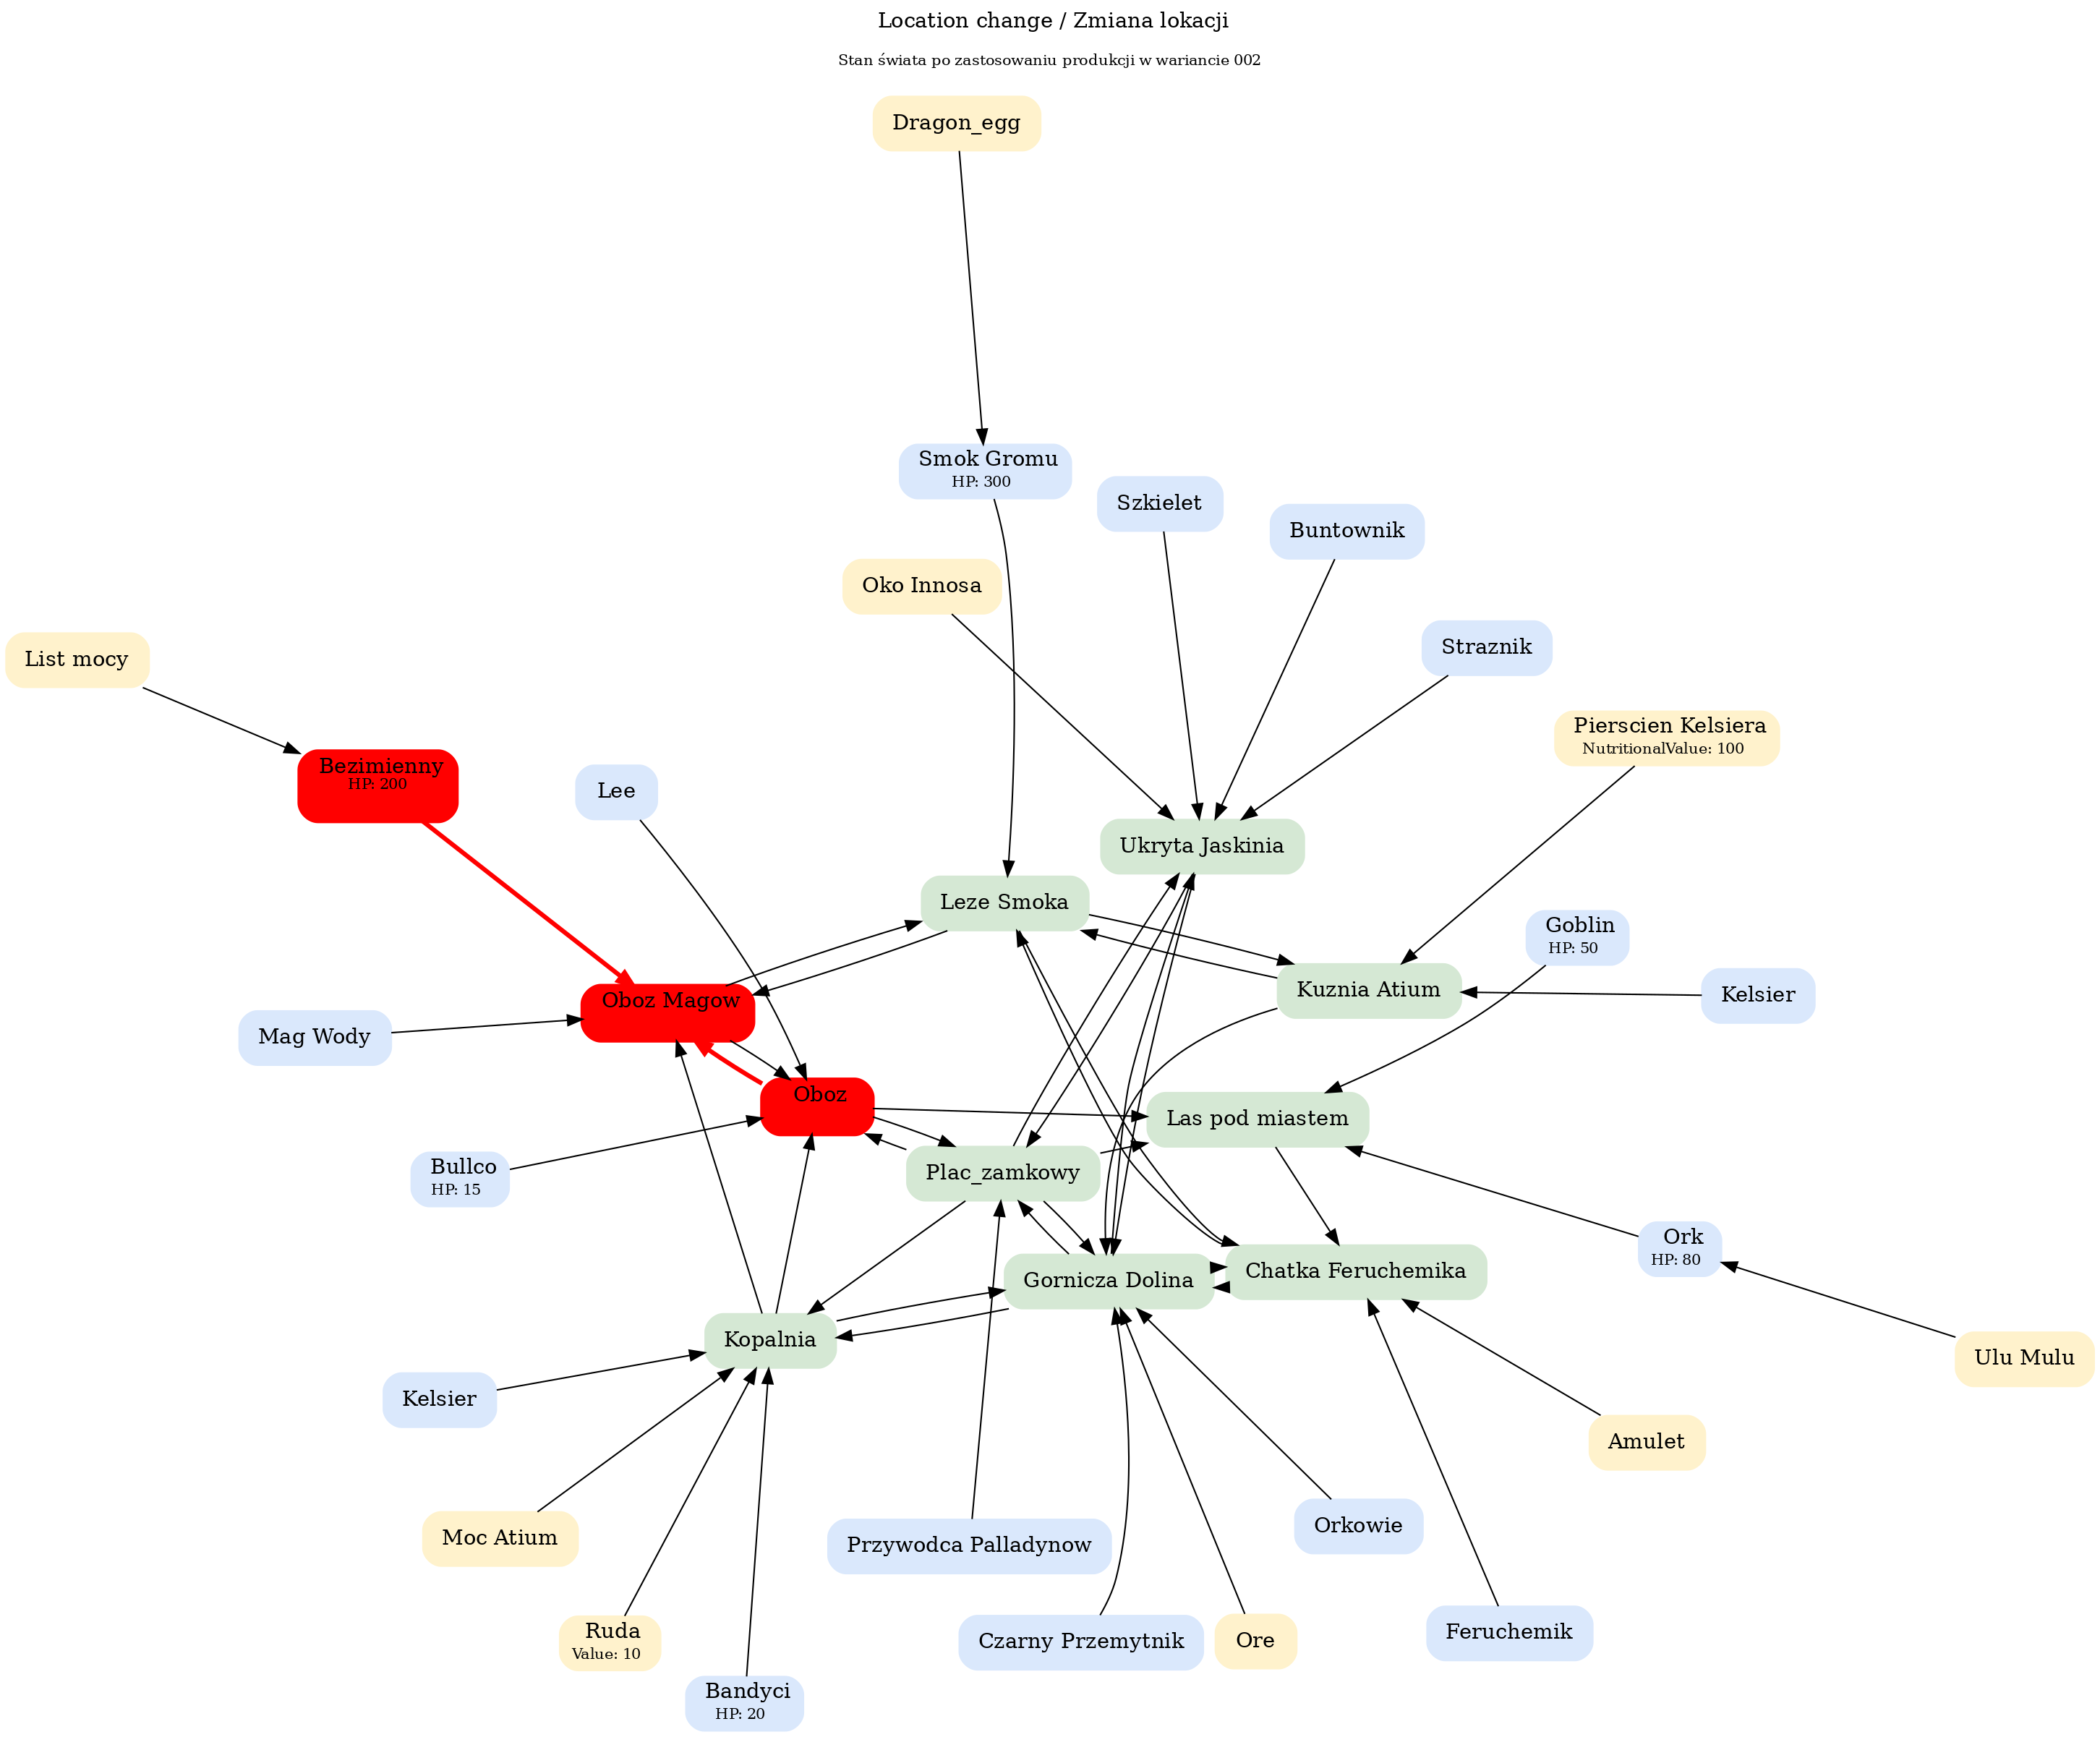 Location change / Zmiana lokacji
Stan świata po zastosowaniu produkcji w wariancie 002
Dragon_egg
Smok Gromu
HP: 300
Szkielet
Buntownik
Oko Innosa
Straznik
List mocy
Pierscien Kelsiera
NutritionalValue: 100
Bezimienny
HP: 200
Lee
Ukryta Jaskinia
Leze Smoka
Goblin
HP: 50
Kuznia Atium
Kelsier
Oboz Magow
Mag Wody
Oboz
Las pod miastem
Bullco
HP: 15
Plac_zamkowy
Ork
HP: 80
Gornicza Dolina
Chatka Feruchemika
Kopalnia
Ulu Mulu
Kelsier
Amulet
Moc Atium
Przywodca Palladynow
Orkowie
Ruda
Value: 10
Czarny Przemytnik
Ore
Feruchemik
Bandyci
HP: 20